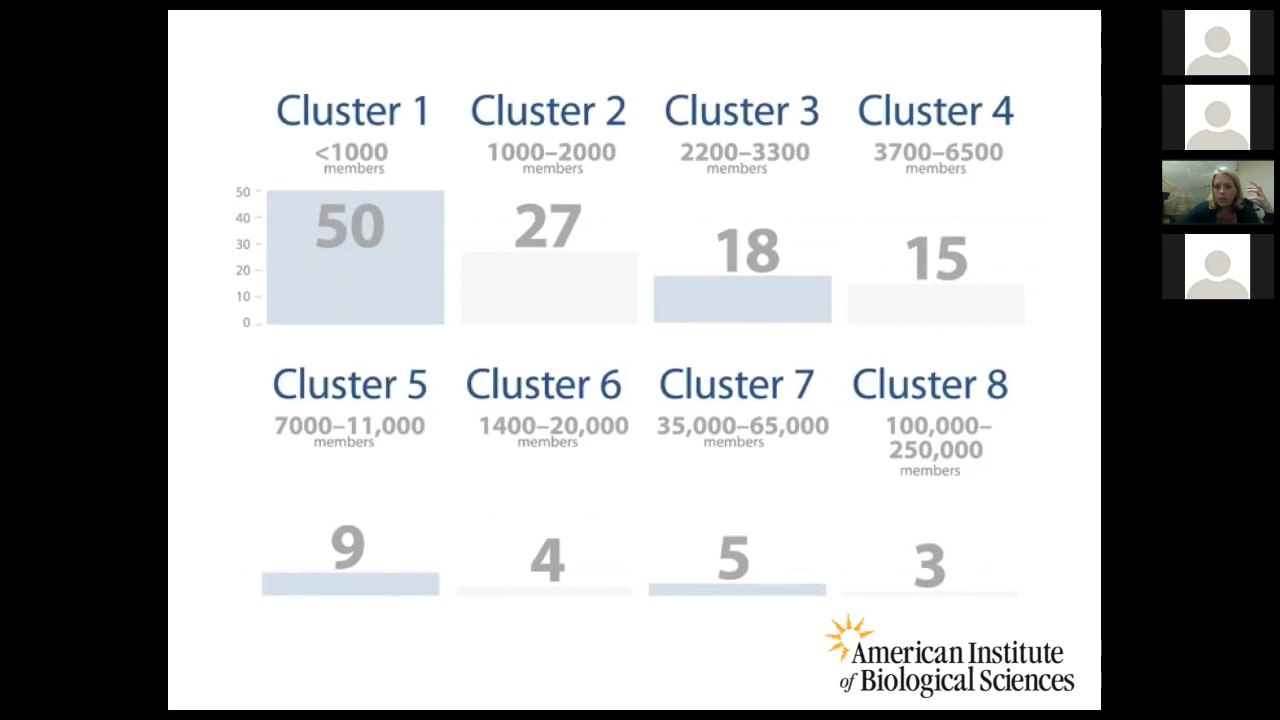 Cluster 1 Cluster 2 Cluster 3 Cluster 4
<1000 1000–2000 2200–3300 3700–6500
members members members members
50
40
30
20
10
0
50 27 18 15
Cluster 5 Cluster 6 Cluster 7 Cluster 8
7000–11,000 1400–20,000 35,000–65,000 100,000–
250,000
members members members members
9 4 5 3
American Institute
of Biological Sciences